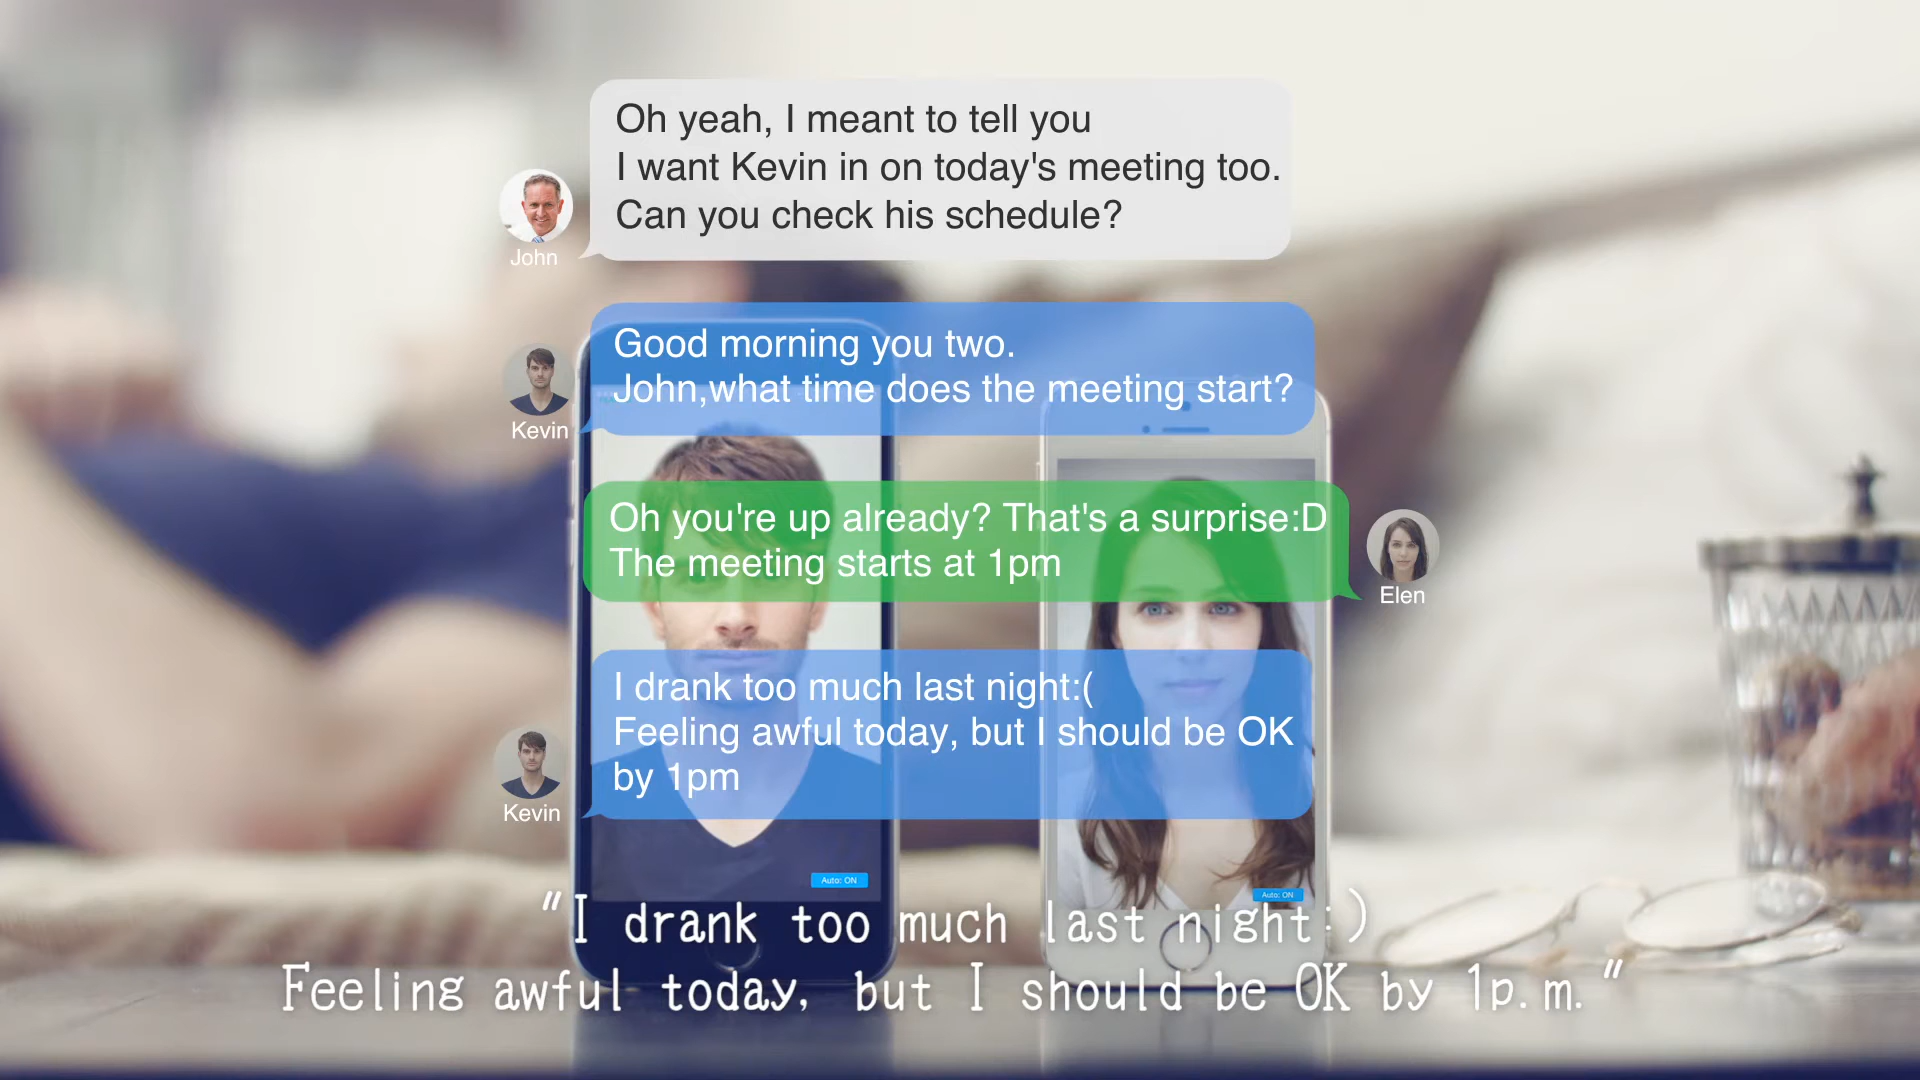 Oh yeah, I meant to tell you
I want Kevin in on today's meeting too.
Can you check his schedule?
John
Good morning you two.
John,what time does the meeting start?
Kevin
Oh you're up already? That's a surprise:D
The meeting starts at 1pm
Elen
I drank too much last night:(
Feeling awful today, but I should be OK
by 1pm
Kevin
Auto: ON
Auto: ON
"I drank too much last night:)
Feeling awful today, but I should be OK by 1p.m."